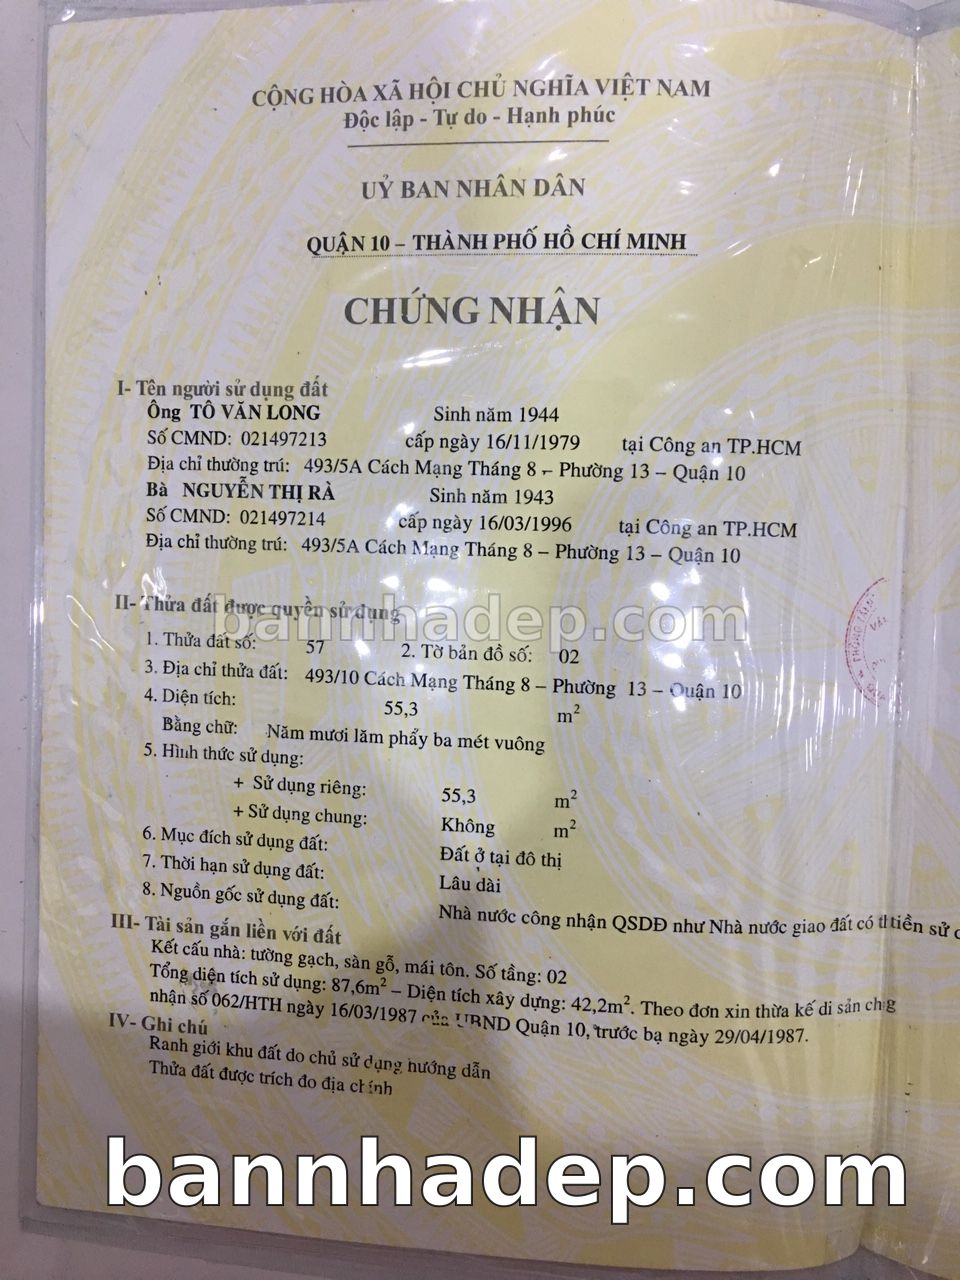 CỘNG HÒA XÃ HỘI CHỦ NGHĨA VIỆT NAM
Độc lập - Tự do - Hạnh phúc
UỶ BAN NHÂN DÂN
QUẬN 10 – THÀNH PHỐ HỒ CHÍ MINH
CHỨNG NHẬN
I- Tên người sử dụng đất
Ông TÔ VĂN LONG Sinh năm 1944
Số CMND: 021497213 cấp ngày 16/11/1979 tại Công an TP.HCM
Địa chỉ thường trú: 493/5A Cách Mạng Tháng 8 – Phường 13 – Quận 10
Bà NGUYỄN THỊ RÀ Sinh năm 1943
Số CMND: 021497214 cấp ngày 16/03/1996 tại Công an TP.HCM
Địa chỉ thường trú: 493/5A Cách Mạng Tháng 8 – Phường 13 – Quận 10
II- Thửa đất được quyền sử dụng
bannhadep.com
1. Thửa đất số: 57 2. Tờ bản đồ số: 02
3. Địa chỉ thửa đất: 493/10 Cách Mạng Tháng 8 – Phường 13 – Quận 10
4. Diện tích: 55,3 m²
Bằng chữ: Năm mươi lăm phẩy ba mét vuông
5. Hình thức sử dụng:
+ Sử dụng riêng: 55,3 m²
+ Sử dụng chung: Không m²
6. Mục đích sử dụng đất: Đất ở tại đô thị
7. Thời hạn sử dụng đất: Lâu dài
8. Nguồn gốc sử dụng đất: Nhà nước công nhận QSDĐ như Nhà nước giao đất có tiền sử
III- Tài sản gắn liền với đất
Kết cấu nhà: tường gạch, sàn gỗ, mái tôn. Số tầng: 02
Tổng diện tích sử dụng: 87,6m² – Diện tích xây dựng: 42,2m². Theo đơn xin thừa kế di sản
nhận số 062/HTH ngày 16/03/1987 của UBND Quận 10, trước bạ ngày 29/04/1987.
IV- Ghi chú
Ranh giới khu đất do chủ sử dụng hướng dẫn
Thửa đất được trích đo địa chính
bannhadep.com